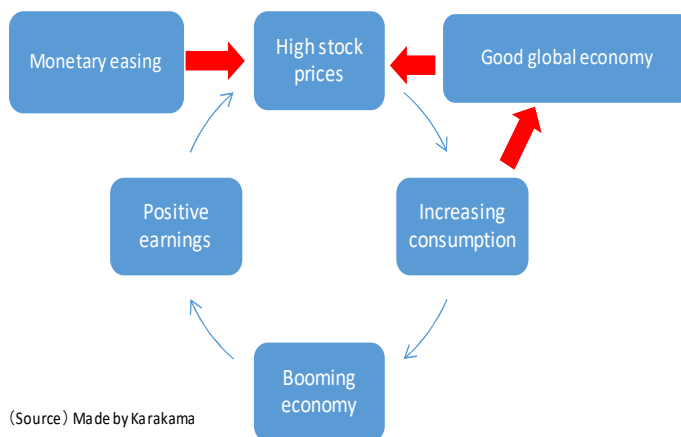 Monetary easing
High stock
prices
Good global economy
Positive
earnings
Increasing
consumption
Booming
economy
（Source）Made by Karakama